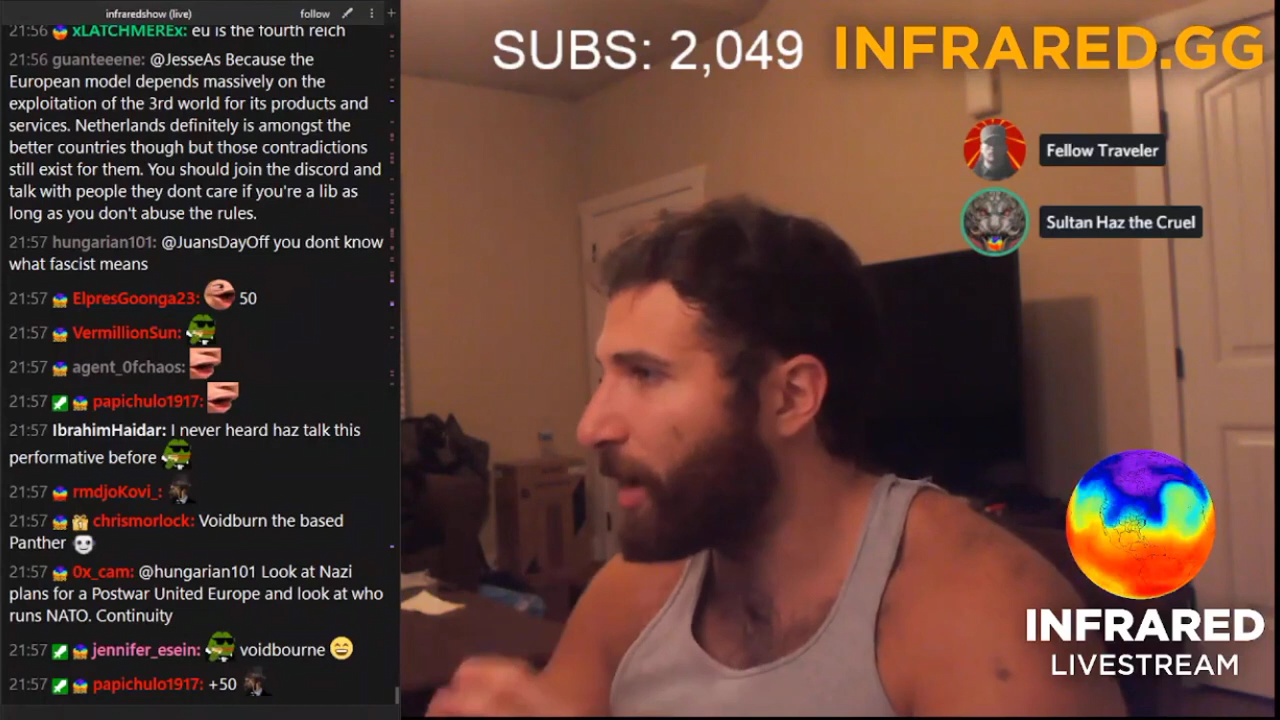 infraredshow (live)
follow
21:56 xLATCHMEREx: eu is the fourth reich
21:56 guanteeene: @JesseAs Because the
European model depends massively on the
exploitation of the 3rd world for its products and
services. Netherlands definitely is amongst the
better countries though but those contradictions
still exist for them. You should join the discord and
talk with people they dont care if you're a lib as
long as you don't abuse the rules.
21:57 hungarian101: @JuansDayOff you dont know
what fascist means
21:57 ElpresGoonga23: 50
21:57 VermillionSun:
21:57 agent_0fchaos:
21:57 papichulo1917:
21:57 IbrahimHaidar: I never heard haz talk this
performative before
21:57 rmdjoKovi_:
21:57 chrismorlock: Voidburn the based
Panther
21:57 0x_cam: @hungarian101 Look at Nazi
plans for a Postwar United Europe and look at who
runs NATO. Continuity
21:57 jennifer_esein: voidbourne
21:57 papichulo1917: +50
SUBS: 2,049 INFRARED.GG
Fellow Traveler
Sultan Haz the Cruel
INFRARED
LIVESTREAM